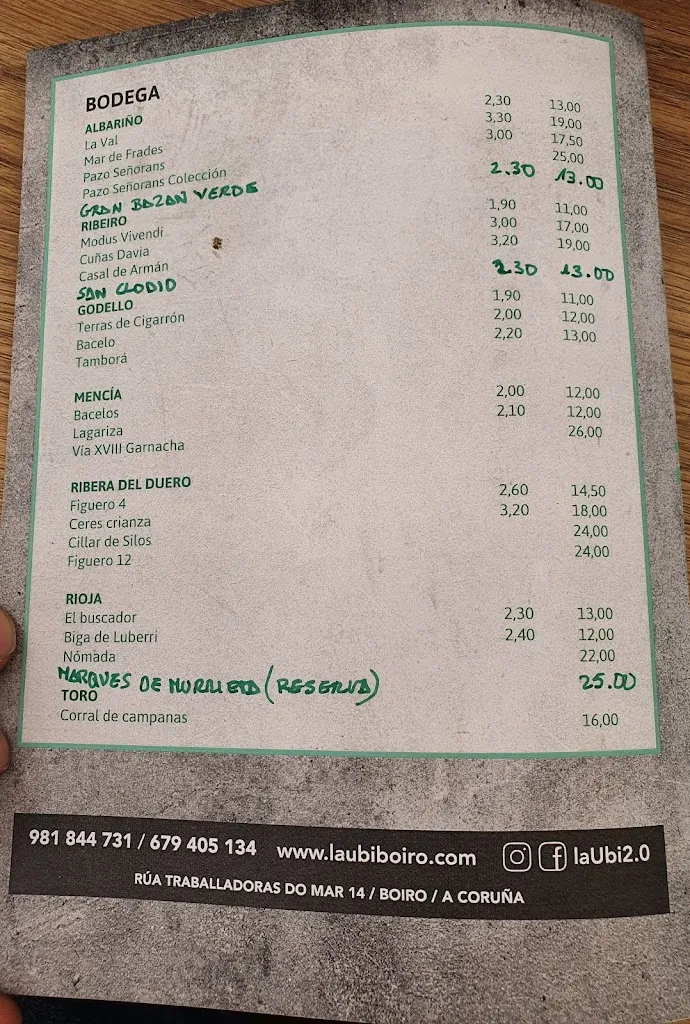 BODEGA
ALBARIÑO
La Val 2,30 13,00
Mar de Frades 3,30 19,00
Pazo Señorans 3,00 17,50
Pazo Señorans Colección 25,00
GRAN BAZAN VERDE 2.30 13.00
RIBEIRO
Modus Vivendi 1,90 11,00
Cuñas Davia 3,00 17,00
Casal de Armán 3,20 19,00
SAN CLODIO 2.30 13.00
GODELLO
Terras de Cigarrón 1,90 11,00
Bacelo 2,00 12,00
Tamborá 2,20 13,00
MENCÍA
Bacelos 2,00 12,00
Lagariza 2,10 12,00
Vía XVIII Garnacha 26,00
RIBERA DEL DUERO
Figuero 4 2,60 14,50
Ceres crianza 3,20 18,00
Cillar de Silos 24,00
Figuero 12 24,00
RIOJA
El buscador 2,30 13,00
Biga de Luberri 2,40 12,00
Nómada 22,00
MARQUES DE MURRIETA (RESERVA) 25.00
TORO
Corral de campanas 16,00
981 844 731 / 679 405 134 www.laubiboiro.com laUbi2.0
RÚA TRABALLADORAS DO MAR 14 / BOIRO / A CORUÑA